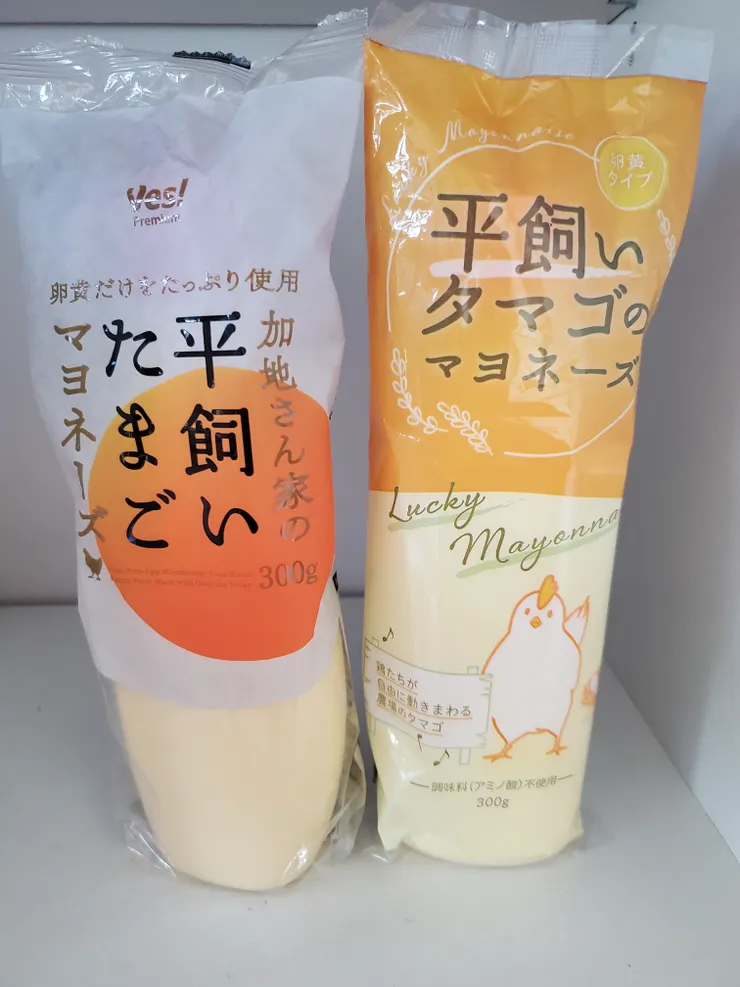 Yes!
Premium
卵黄だけをたっぷり使用
加地さん家の
平飼い
たまご
マヨネーズ
300g
Mayonnaise
卵黄
タイプ
平飼い
タマゴの
マヨネーズ
Lucky
Mayonna
鶏たちが
自由に動きまわる
農場のタマゴ
調味料(アミノ酸)不使用
300g